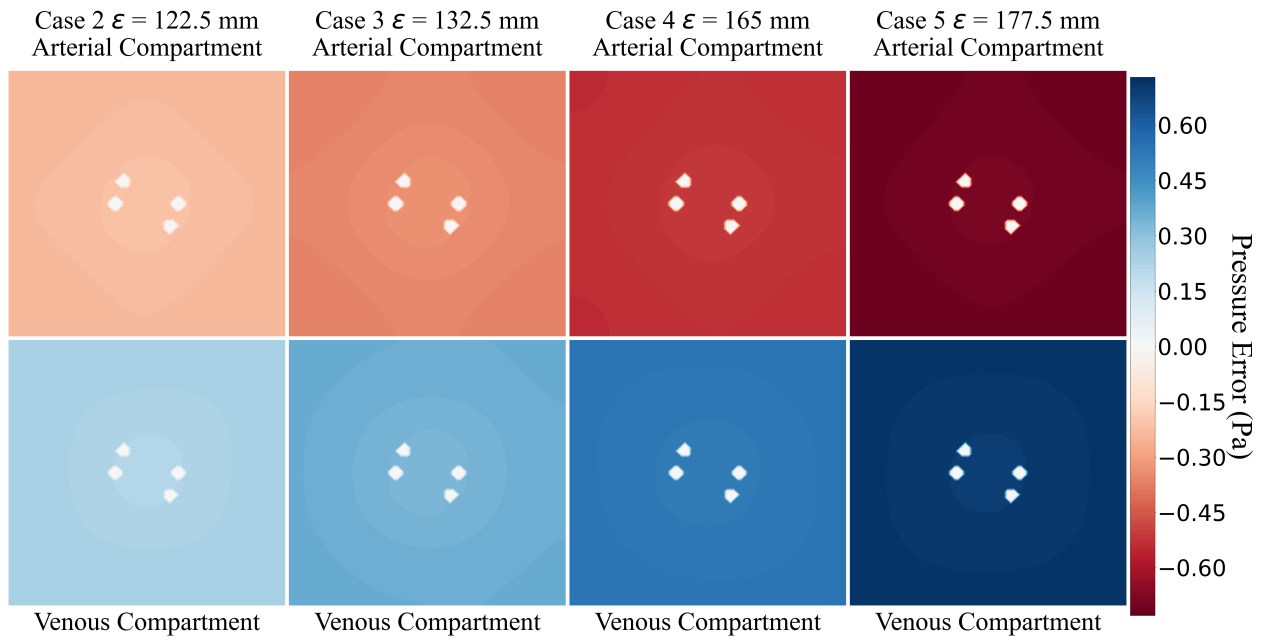 Case 2 ε = 122.5 mm
Arterial Compartment
Case 3 ε = 132.5 mm
Arterial Compartment
Case 4 ε = 165 mm
Arterial Compartment
Case 5 ε = 177.5 mm
Arterial Compartment
0.60
0.45
0.30
0.15
0.00
−0.15
−0.30
−0.45
−0.60
Pressure Error (Pa)
Venous Compartment
Venous Compartment
Venous Compartment
Venous Compartment